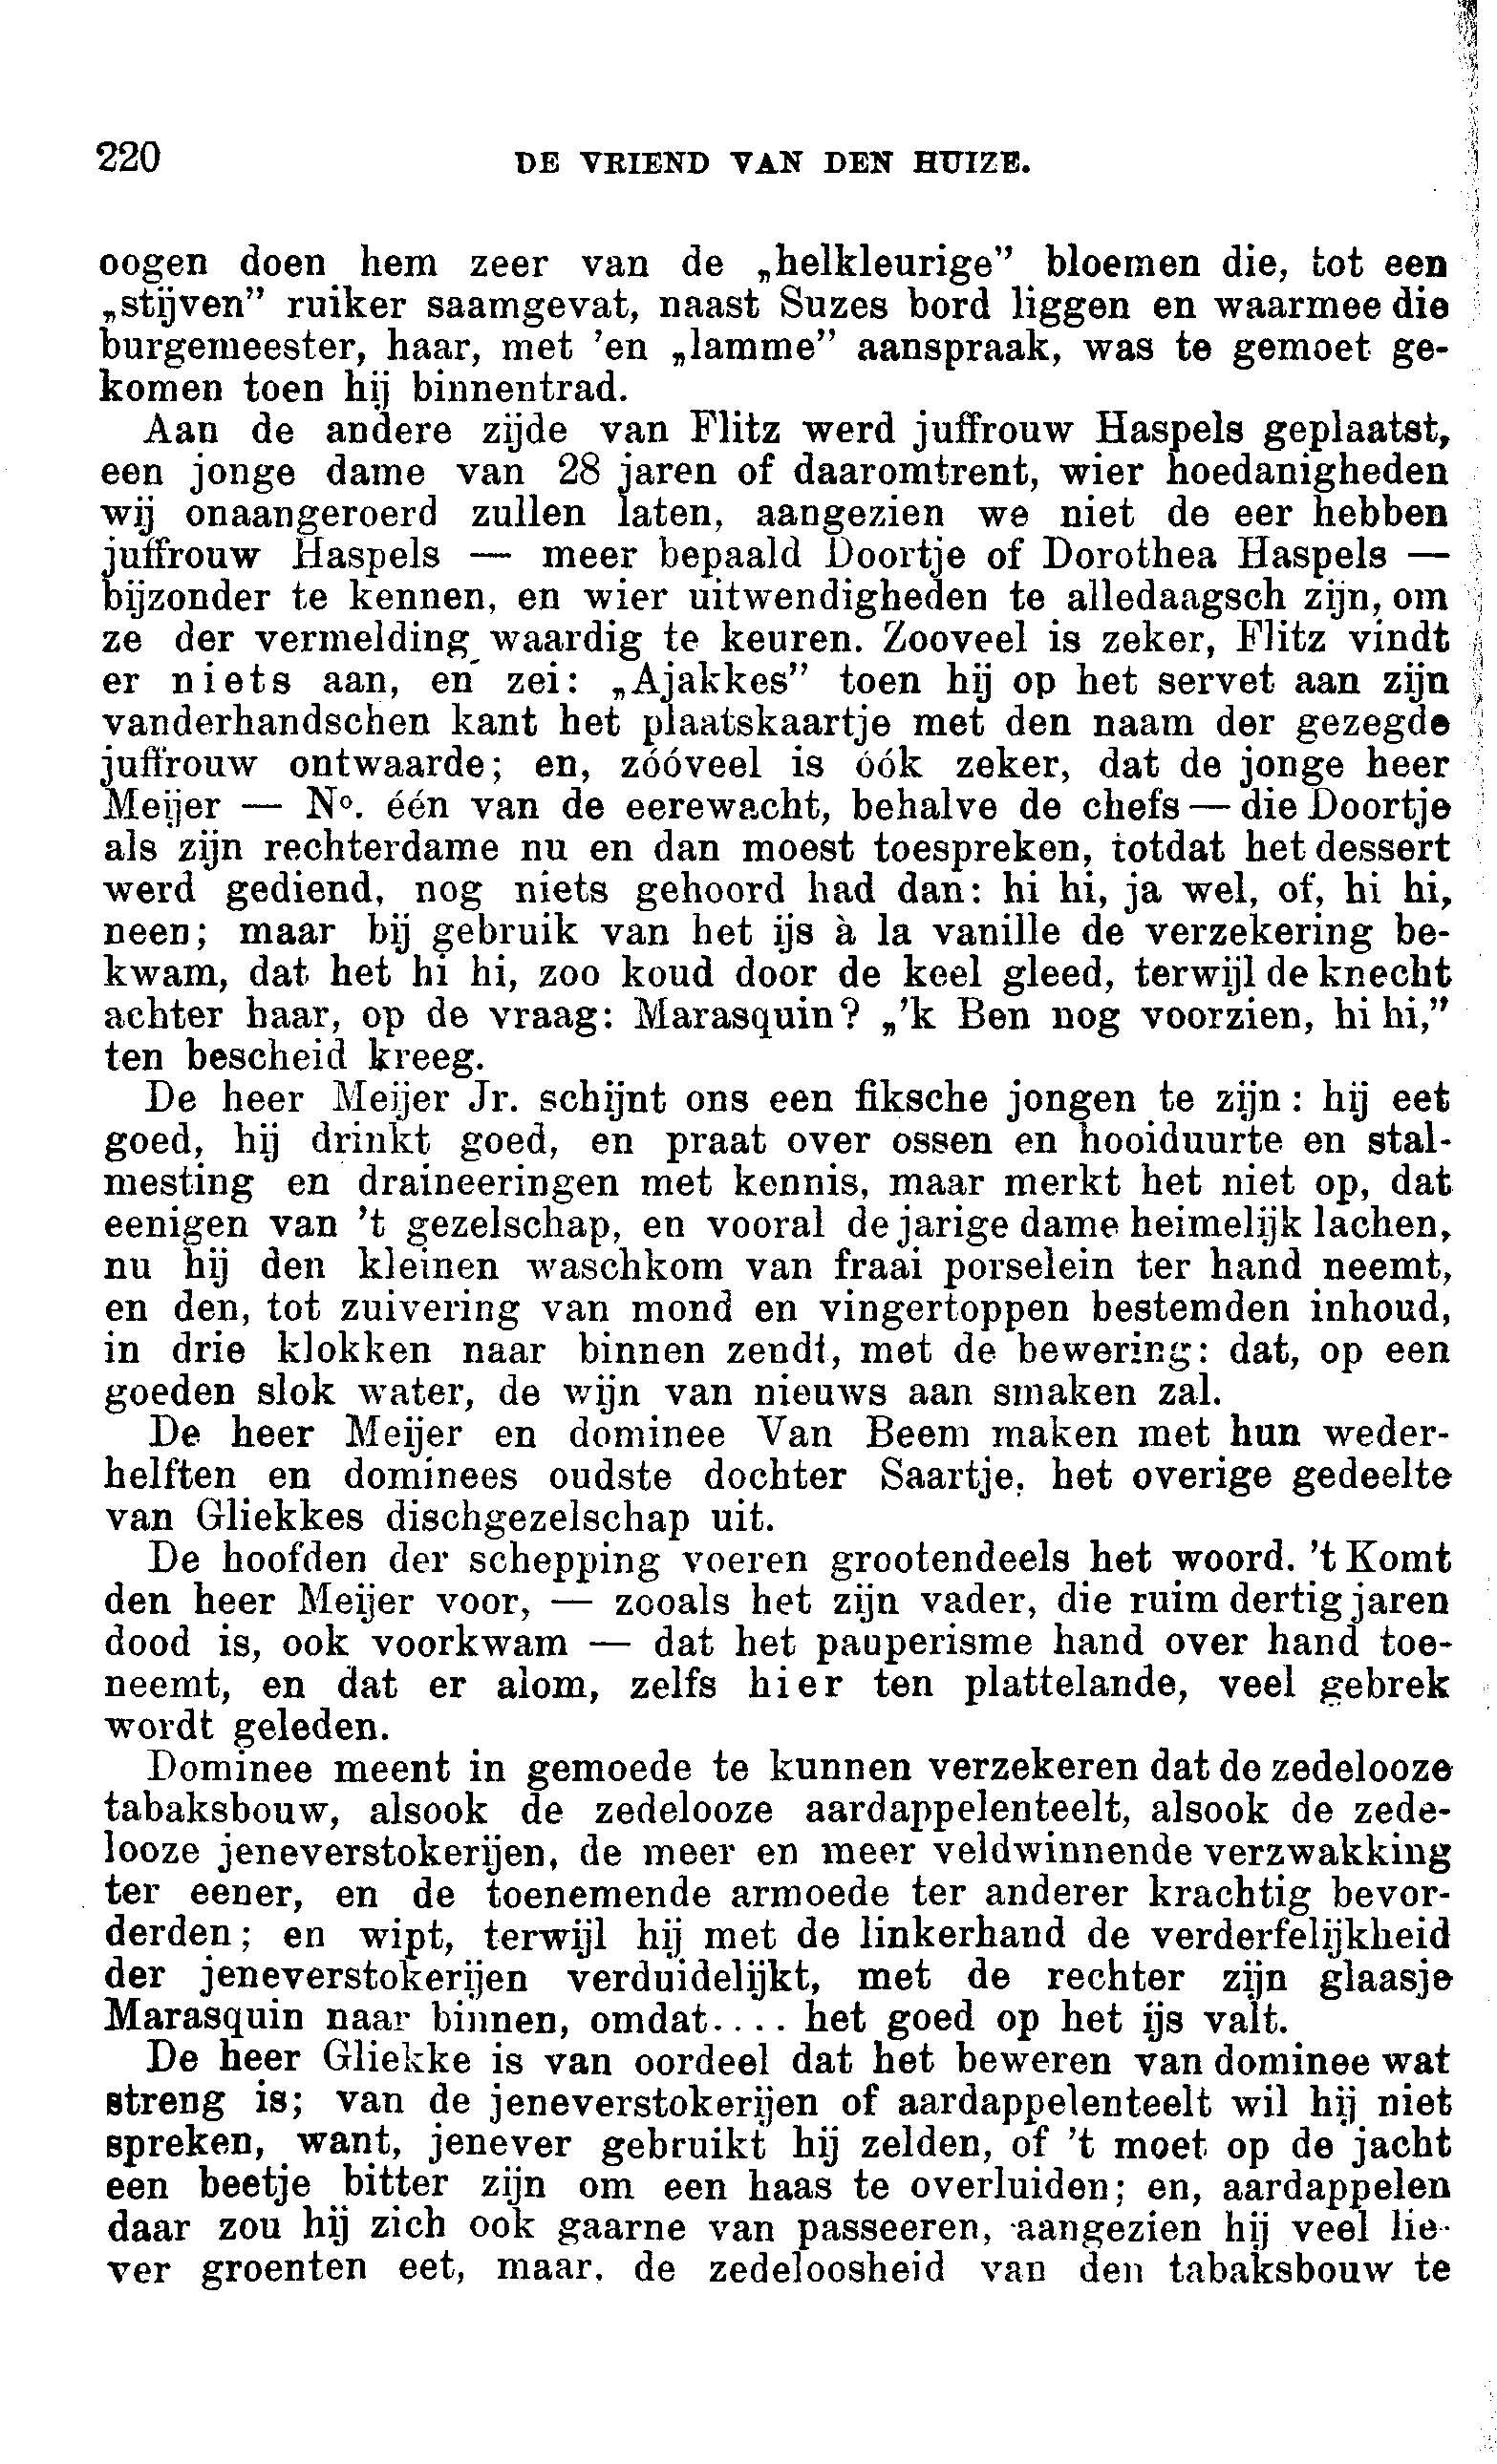 220 DE VRIEND VAN DEN HUIZE.
oogen doen hem zeer van de „helkleurige” bloemen die, tot een
„stijven” ruiker saamgevat, naast Suzes bord liggen en waarmee die
burgemeester, haar, met ’en „lamme” aanspraak, was te gemoet ge-
komen toen hij binnentrad.
Aan de andere zijde van Flitz werd juffrouw Haspels geplaatst,
een jonge dame van 28 jaren of daaromtrent, wier hoedanigheden
wij onaangeroerd zullen laten, aangezien we niet de eer hebben
juffrouw Haspels — meer bepaald Doortje of Dorothea Haspels —
bijzonder te kennen, en wier uitwendigheden te alledaagsch zijn, om
ze der vermelding waardig te keuren. Zooveel is zeker, Flitz vindt
er niets aan, en zei: „Ajakkes” toen hij op het servet aan zijn
vanderhandschen kant het plaatskaartje met den naam der gezegde
juffrouw ontwaarde; en, zóóveel is óók zeker, dat de jonge heer
Meijer — No. één van de eerewacht, behalve de chefs — die Doortje
als zijn rechterdame nu en dan moest toespreken, totdat het dessert
werd gediend, nog niets gehoord had dan: hi hi, ja wel, of, hi hi,
neen; maar bij gebruik van het ijs à la vanille de verzekering be-
kwam, dat het hi hi, zoo koud door de keel gleed, terwijl de knecht
achter haar, op de vraag: Marasquin? „’k Ben nog voorzien, hi hi,”
ten bescheid kreeg.
De heer Meijer Jr. schijnt ons een fiksche jongen te zijn: hij eet
goed, hij drinkt goed, en praat over ossen en hooiduurte en stal-
mesting en draineeringen met kennis, maar merkt het niet op, dat
eenigen van ’t gezelschap, en vooral de jarige dame heimelijk lachen,
nu hij den kleinen waschkom van fraai porselein ter hand neemt,
en den, tot zuivering van mond en vingertoppen bestemden inhoud,
in drie klokken naar binnen zendt, met de bewering: dat, op een
goeden slok water, de wijn van nieuws aan smaken zal.
De heer Meijer en dominee Van Beem maken met hun weder-
helften en dominees oudste dochter Saartje, het overige gedeelte
van Gliekkes dischgezelschap uit.
De hoofden der schepping voeren grootendeels het woord. ’t Komt
den heer Meijer voor, — zooals het zijn vader, die ruim dertig jaren
dood is, ook voorkwam — dat het pauperisme hand over hand toe-
neemt, en dat er alom, zelfs hier ten plattelande, veel gebrek
wordt geleden.
Dominee meent in gemoede te kunnen verzekeren dat de zedelooze
tabaksbouw, alsook de zedelooze aardappelenteelt, alsook de zede-
looze jeneverstokerijen, de meer en meer veldwinnende verzwakking
ter eener, en de toenemende armoede ter anderer krachtig bevor-
derden; en wipt, terwijl hij met de linkerhand de verderfelijkheid
der jeneverstokerijen verduidelijkt, met de rechter zijn glaasje
Marasquin naar binnen, omdat.... het goed op het ijs valt.
De heer Gliekke is van oordeel dat het beweren van dominee wat
streng is; van de jeneverstokerijen of aardappelenteelt wil hij niet
spreken, want, jenever gebruikt hij zelden, of ’t moet op de jacht
een beetje bitter zijn om een haas te overluiden; en, aardappelen
daar zou hij zich ook gaarne van passeeren, aangezien hij veel lie-
ver groenten eet, maar, de zedeloosheid van den tabaksbouw te